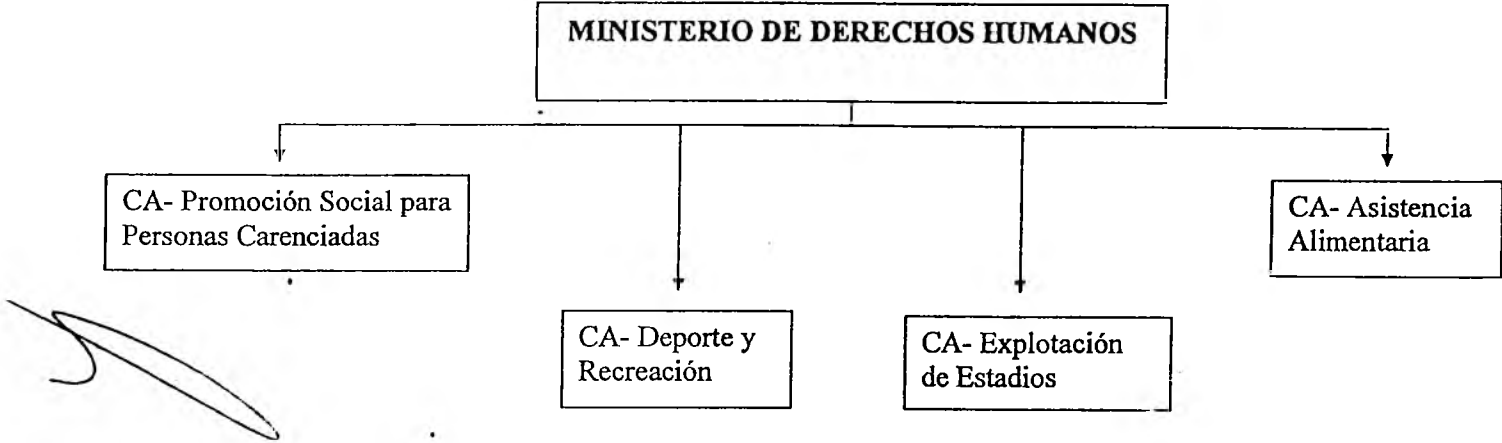 MINISTERIO DE DERECHOS HUMANOS
CA- Promoción Social para
Personas Carenciadas
CA- Deporte y
Recreación
CA- Explotación
de Estadios
CA- Asistencia
Alimentaria